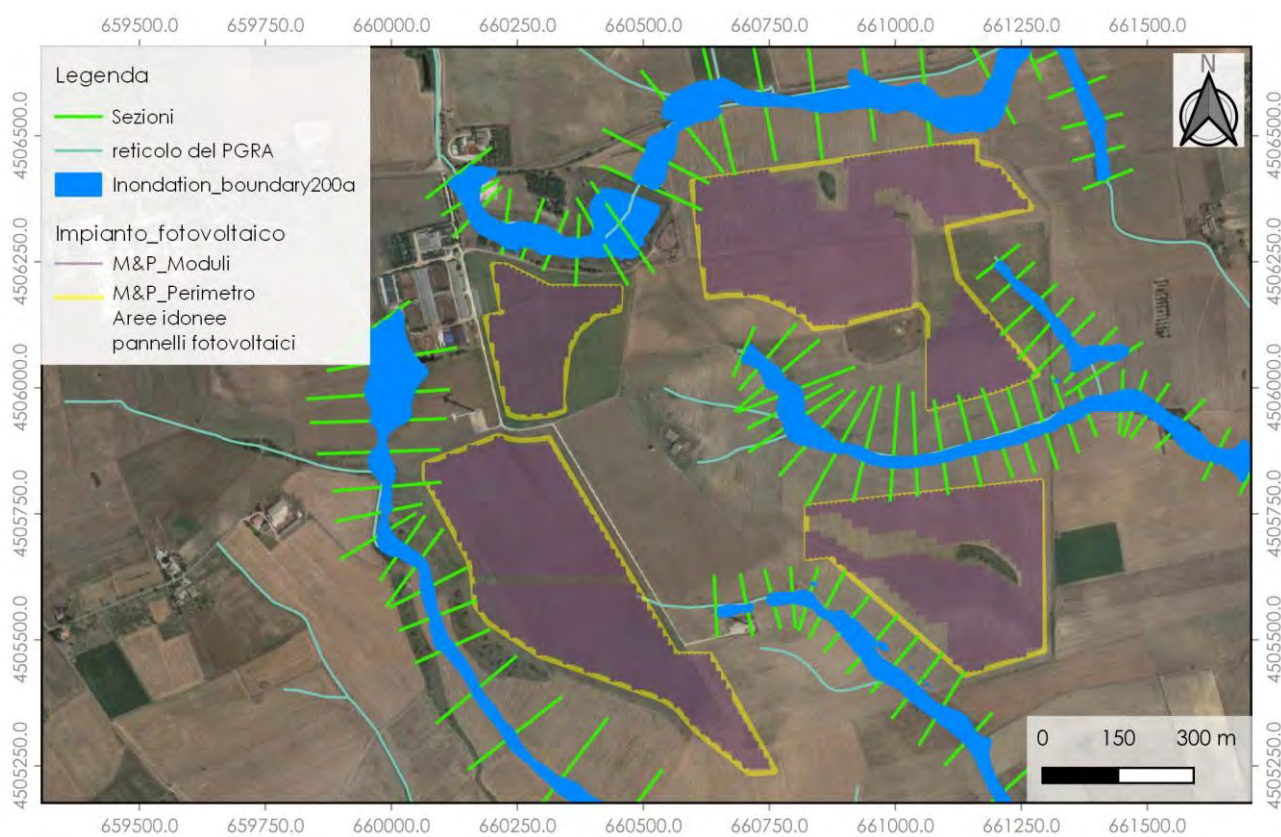 659500.0 659750.0 660000.0 660250.0 660500.0 660750.0 661000.0 661250.0 661500.0
Legenda
Sezioni
reticolo del PGRA
Inondation_boundary200a
Impianto_fotovoltaico
M&P_Moduli
M&P_Perimetro
Aree idonee
pannelli fotovoltaici
N
4506500.0
4506250.0
4506000.0
4505750.0
4505500.0
4505250.0
4506500.0
4506250.0
4506000.0
4505750.0
4505500.0
4505250.0
0 150 300 m
659500.0 659750.0 660000.0 660250.0 660500.0 660750.0 661000.0 661250.0 661500.0